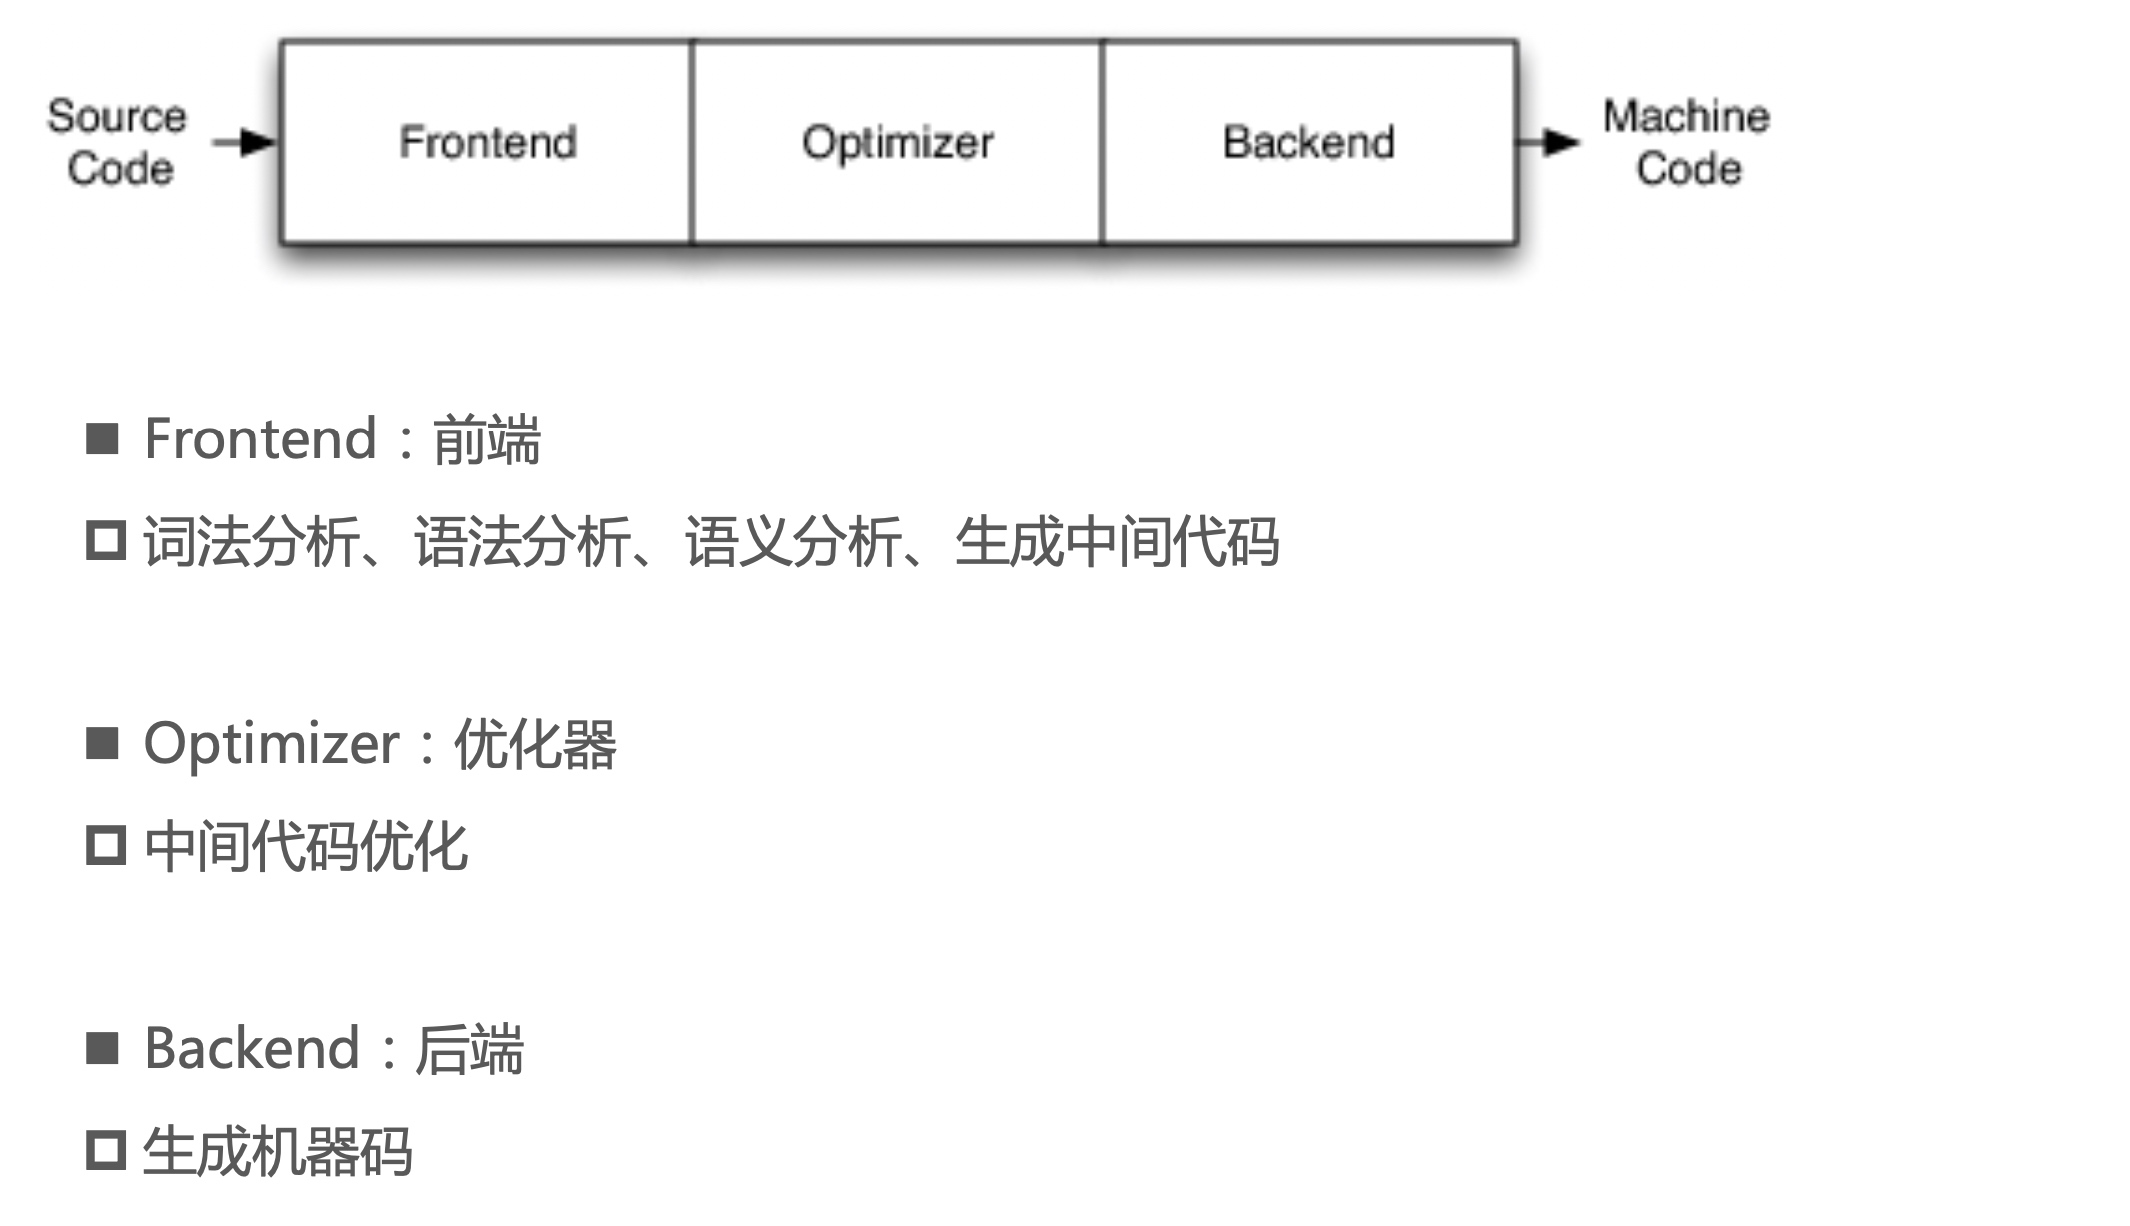 Source
Code
Frontend
Optimizer
Backend
Machine
Code
Frontend：前端
词法分析、语法分析、语义分析、生成中间代码
Optimizer：优化器
中间代码优化
Backend：后端
生成机器码